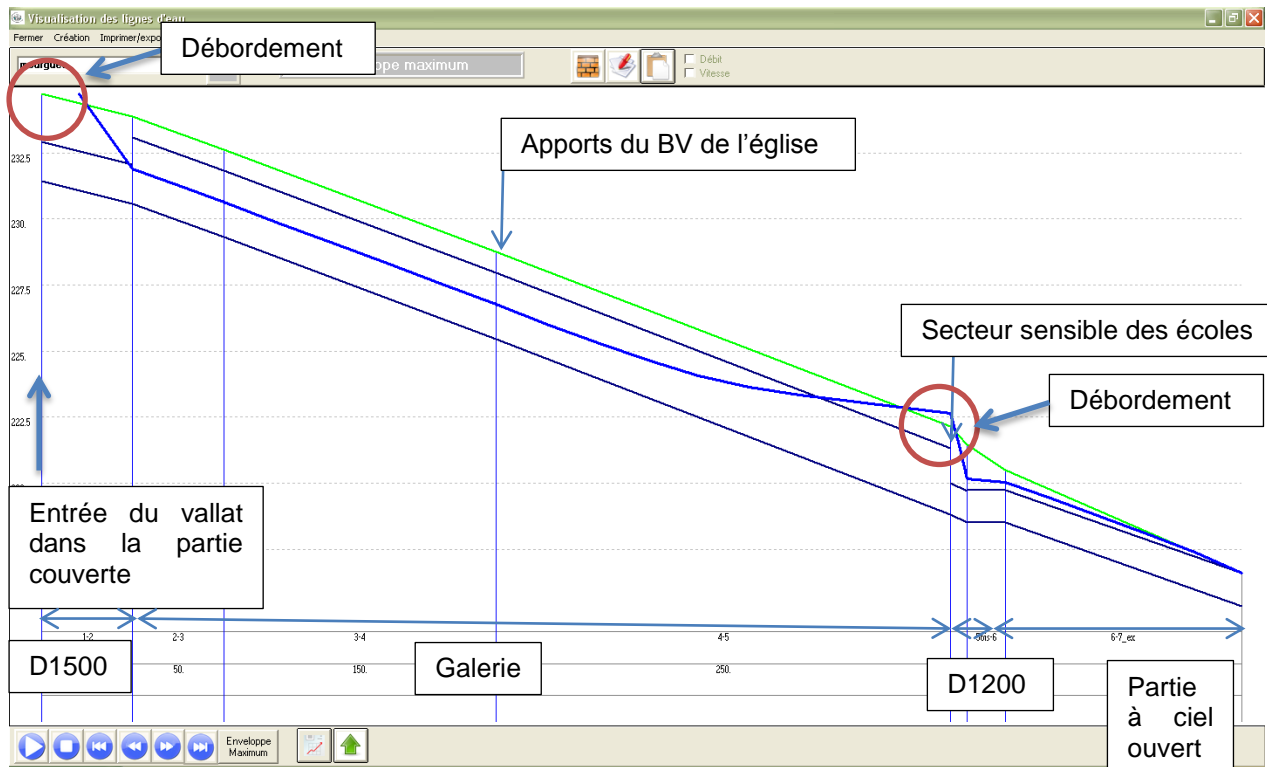 Visualisation des lignes d'eau
Fermer Création Imprimer/expo
Débordement
Débit
Vitesse
ope maximum
Apports du BV de l'église
232.5
230.
227.5
225.
222.5
Secteur sensible des écoles
Débordement
Entrée du vallat
dans la partie
couverte
1-2 2-3 3-4 4-5 6-7_ex
D1500
50. 150. 250.
Galerie
D1200
Partie
à ciel
ouvert
Enveloppe
Maximum